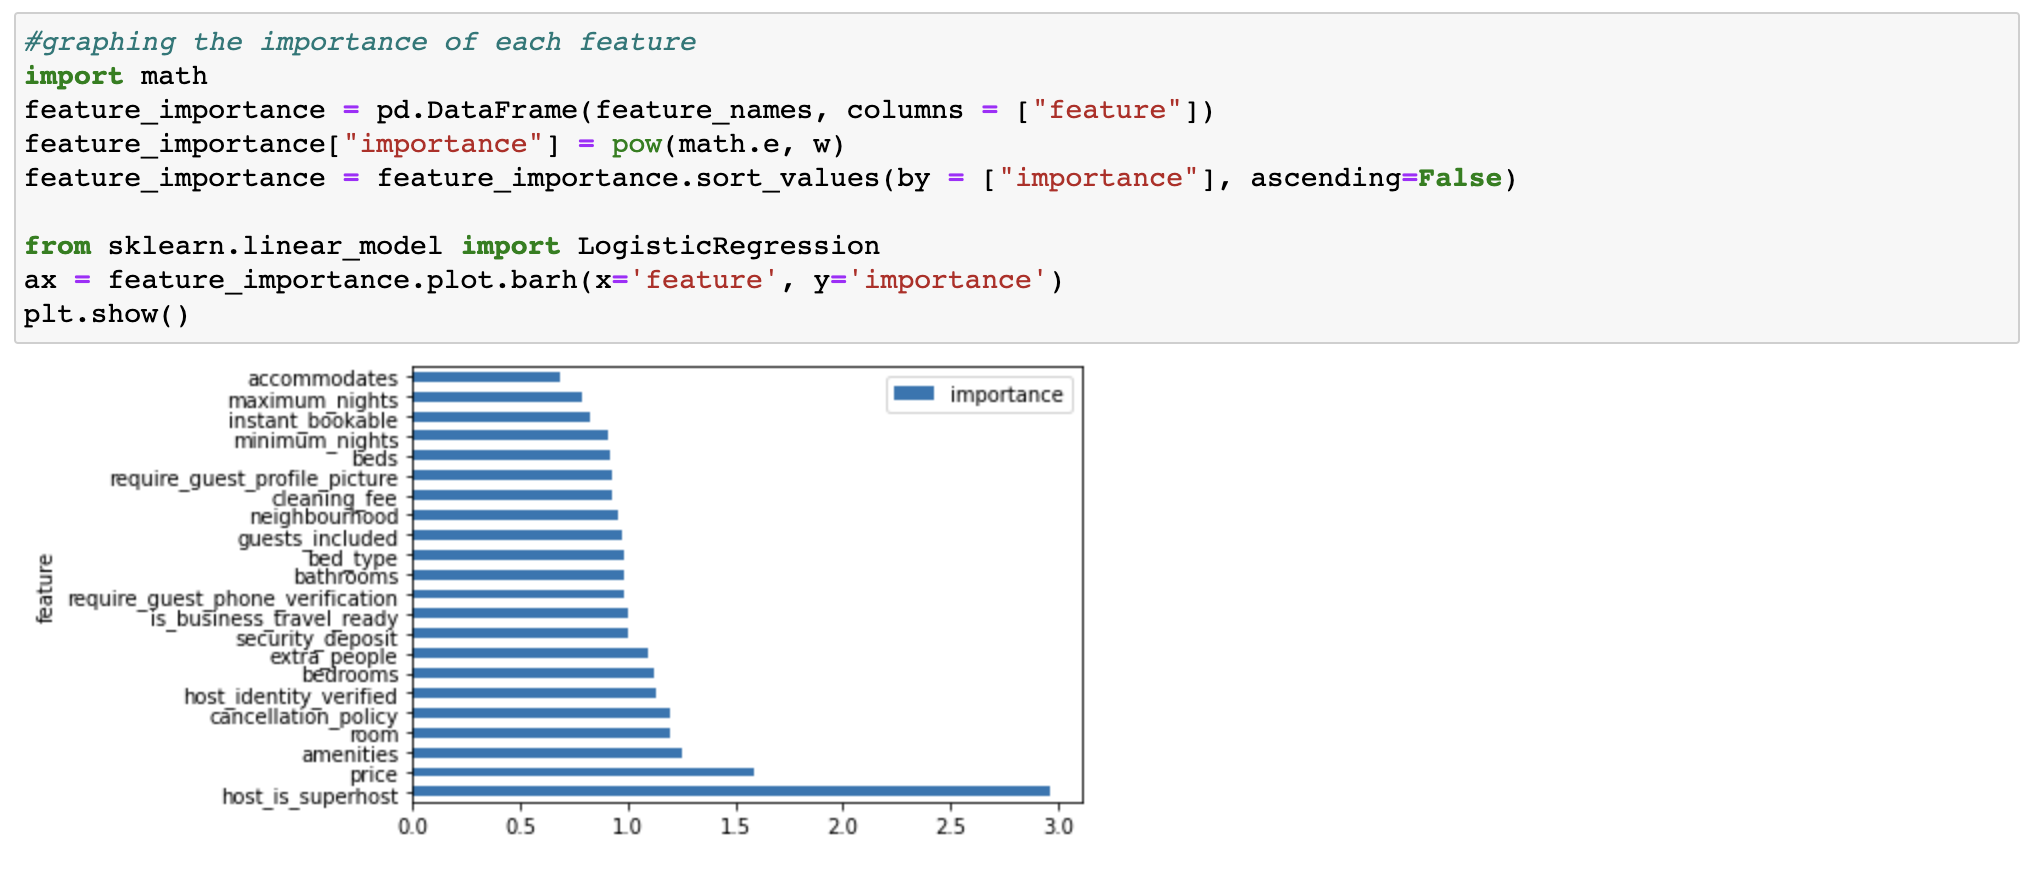 #graphing the importance of each feature
import math
feature_importance = pd.DataFrame(feature_names, columns = ["feature"])
feature_importance["importance"] = pow(math.e, w)
feature_importance = feature_importance.sort_values(by = ["importance"], ascending=False)
from sklearn.linear_model import LogisticRegression
ax = feature_importance.plot.barh(x='feature', y='importance')
plt.show()
importance
feature
accommodates
maximum_nights
instant_bookable
minimum_nights
beds
require_guest_profile_picture
cleaning_fee
neighbourhood
guests_included
bed_type
bathrooms
require_guest_phone_verification
is_business_travel_ready
security_deposit
extra_people
bedrooms
host_identity_verified
cancellation_policy
room
amenities
price
host_is_superhost
0.0 0.5 1.0 1.5 2.0 2.5 3.0